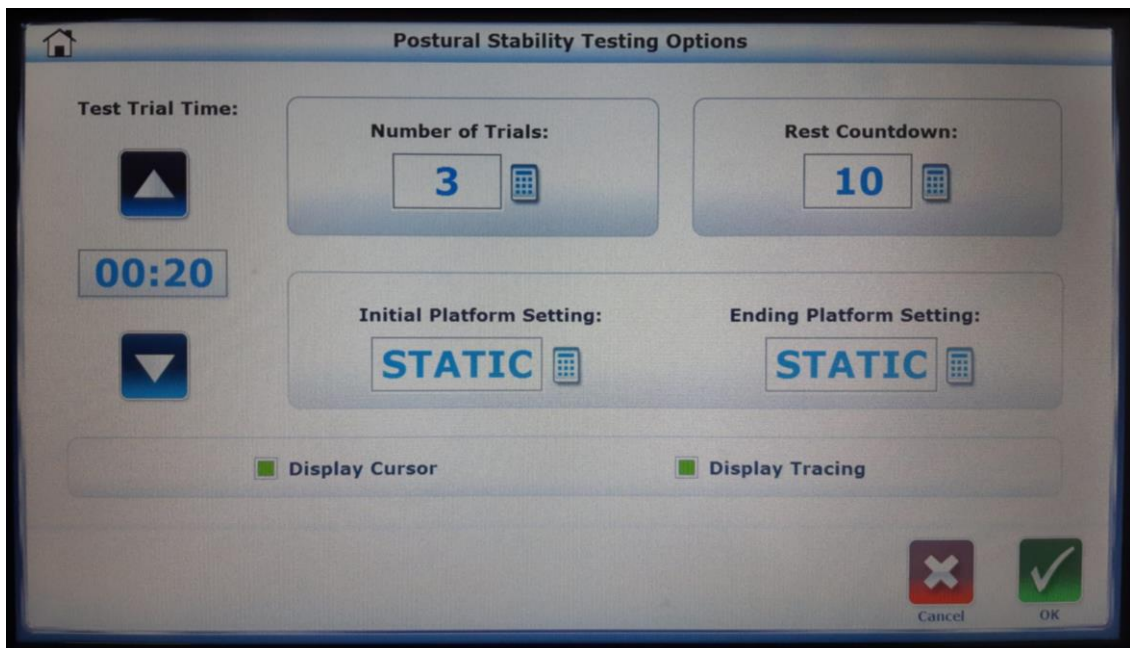 Postural Stability Testing Options
Test Trial Time:
00:20
Number of Trials:
3
Rest Countdown:
10
Initial Platform Setting:
STATIC
Ending Platform Setting:
STATIC
Display Cursor
Display Tracing
Cancel
OK